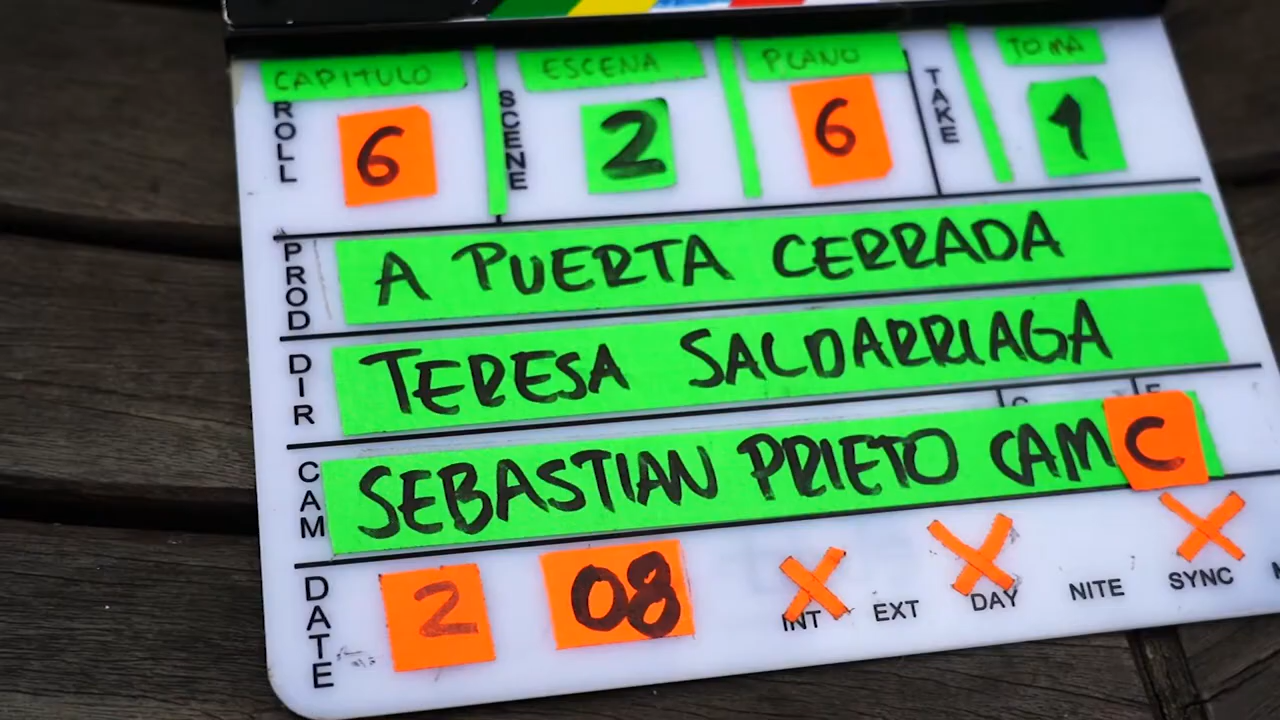 CAPITULO ESCENA PLANO TOMA
ROLL 6 SCENE 2 6 TAKE 1
PROD A PUERTA CERRADA
DIR TERESA SALDARRIAGA
CAM SEBASTIAN PRIETO CAM C
DATE 2 08 INT EXT DAY NITE SYNC